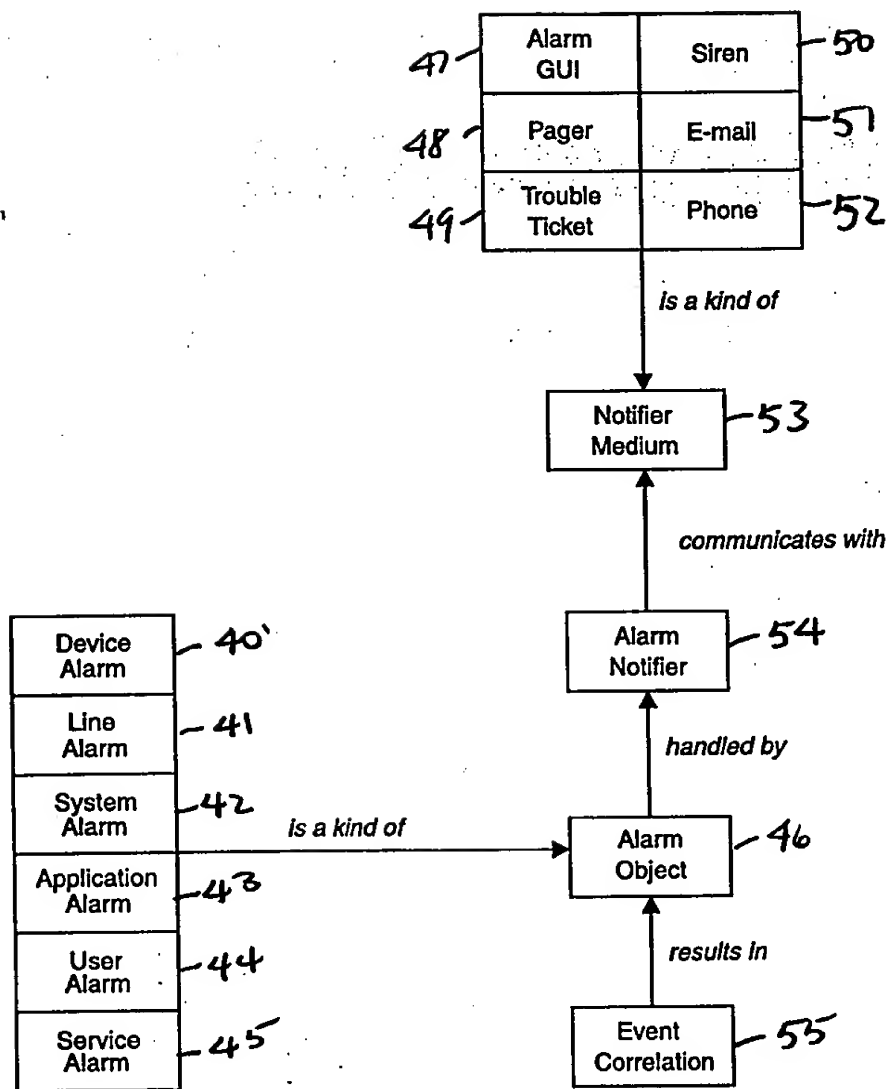 47
Alarm
GUI
Siren
50
48
Pager
E-mail
51
49
Trouble
Ticket
Phone
52
is a kind of
Notifier
Medium
53
communicates with
Alarm
Notifier
54
handled by
Device
Alarm
40'
Line
Alarm
41
System
Alarm
42
Application
Alarm
43
User
Alarm
44
Service
Alarm
45
is a kind of
Alarm
Object
46
results in
Event
Correlation
55